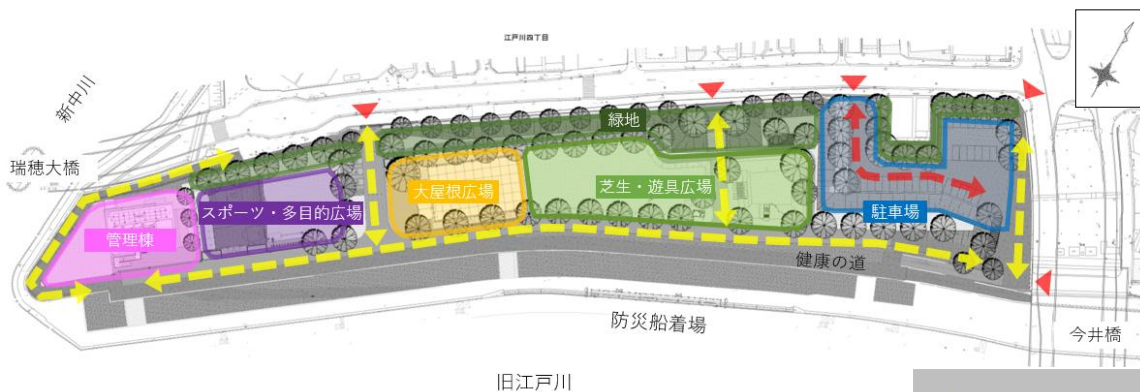 江戸川四丁目
新中川
緑地
瑞穂大橋
大屋根広場
芝生・遊具広場
スポーツ・多目的広場
駐車場
管理棟
健康の道
防災船着場
今井橋
旧江戸川